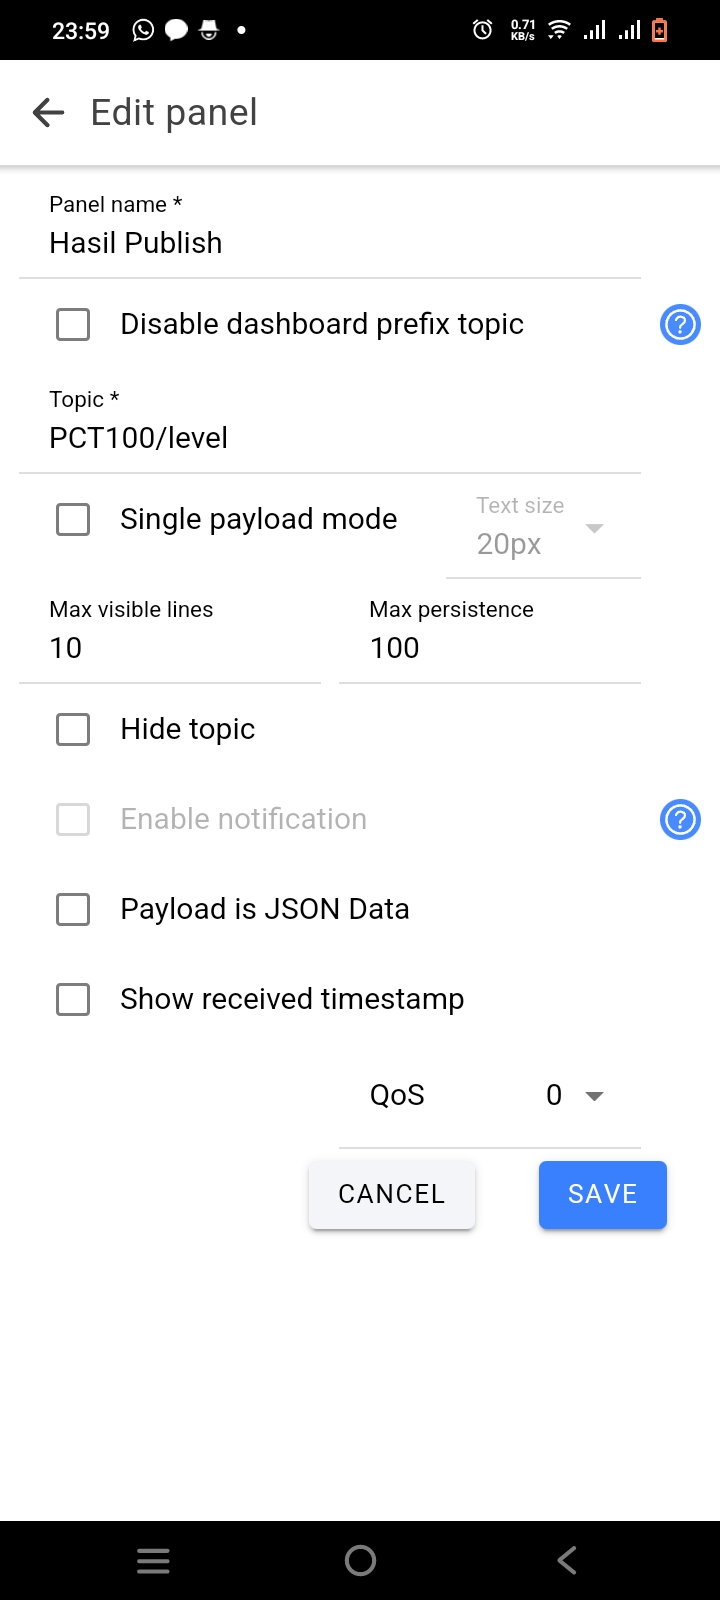 23:59
0.71
KB/s
Edit panel
Panel name *
Hasil Publish
Disable dashboard prefix topic
?
Topic *
PCT100/level
Single payload mode
Text size
20px
Max visible lines
10
Max persistence
100
Hide topic
Enable notification
?
Payload is JSON Data
Show received timestamp
QoS 0
CANCEL SAVE